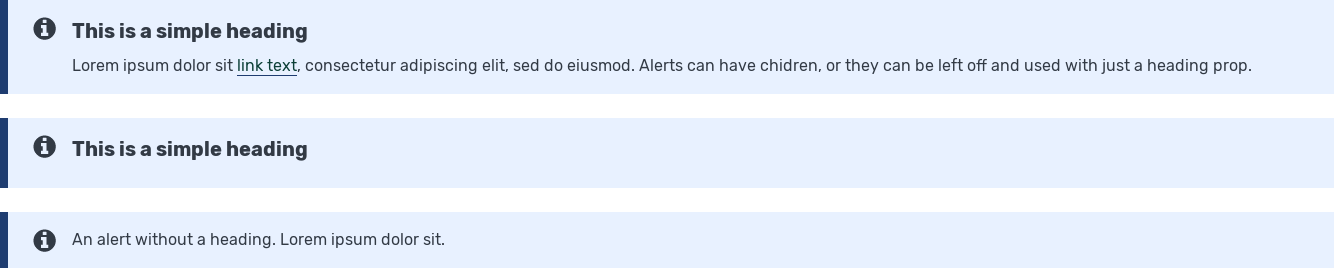 This is a simple heading
Lorem ipsum dolor sit link text, consectetur adipiscing elit, sed do eiusmod. Alerts can have chidren, or they can be left off and used with just a heading prop.
This is a simple heading
An alert without a heading. Lorem ipsum dolor sit.